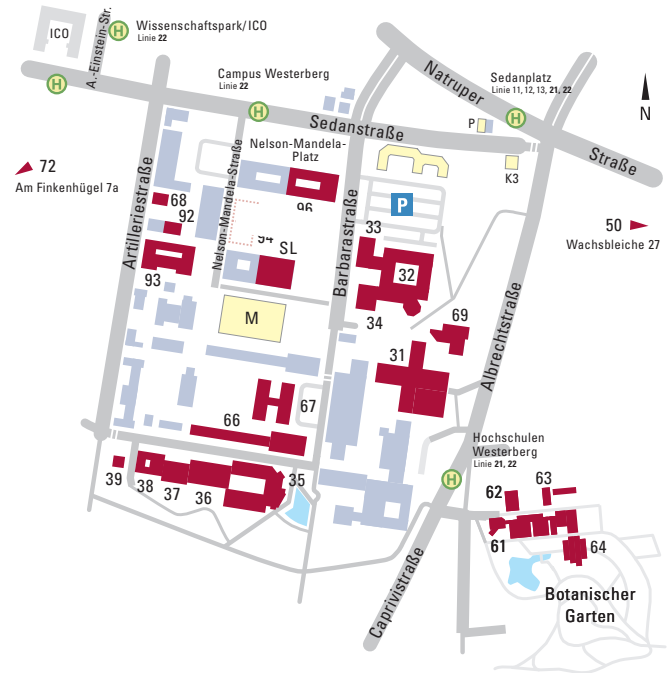 ICO
A.-Einstein-Str.
H
Wissenschaftspark/ICO
Linie 22
H
Campus Westerberg
Linie 22
H
Sedanstraße
Natruper
Straße
Sedanplatz
Linie 11, 12, 13, 21, 22
H
P
K3
N
72
Am Finkenhügel 7a
50
Wachsbleiche 27
Nelson-Mandela-
Platz
Nelson-Mandela-Straße
Artilleriestraße
Barbarastraße
Albrechtstraße
P
68
92
93
96
94
SL
M
33
32
34
69
31
67
66
39
38
37
36
35
Hochschulen
Westerberg
Linie 21, 22
H
Caprivistraße
62
63
61
64
Botanischer
Garten